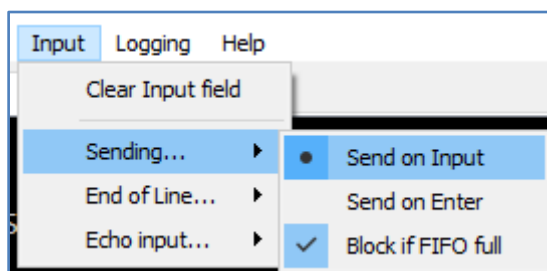 Input Logging Help
Clear Input field
Sending... Send on Input
End of Line... Send on Enter
Echo input... Block if FIFO full